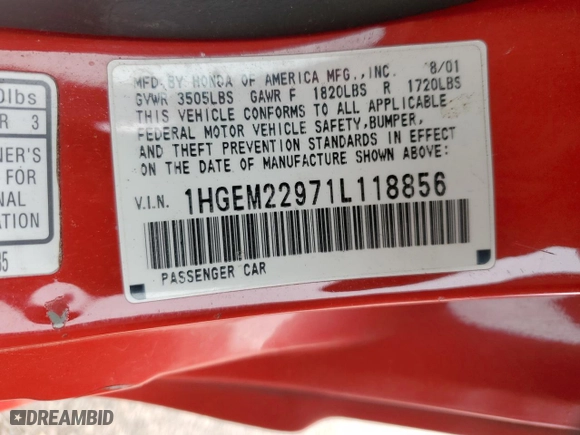 MFD. BY HONDA OF AMERICA MFG., INC. 8/01
GVWR 3505LBS GAWR F 1820LBS R 1720LBS
THIS VEHICLE CONFORMS TO ALL APPLICABLE
FEDERAL MOTOR VEHICLE SAFETY, BUMPER,
AND THEFT PREVENTION STANDARDS IN EFFECT
ON THE DATE OF MANUFACTURE SHOWN ABOVE:
V.I.N. 1HGEM22971L118856
PASSENGER CAR
0lbs
R 3
NER'S
FOR
NAL
ATION
35
DREAMBID